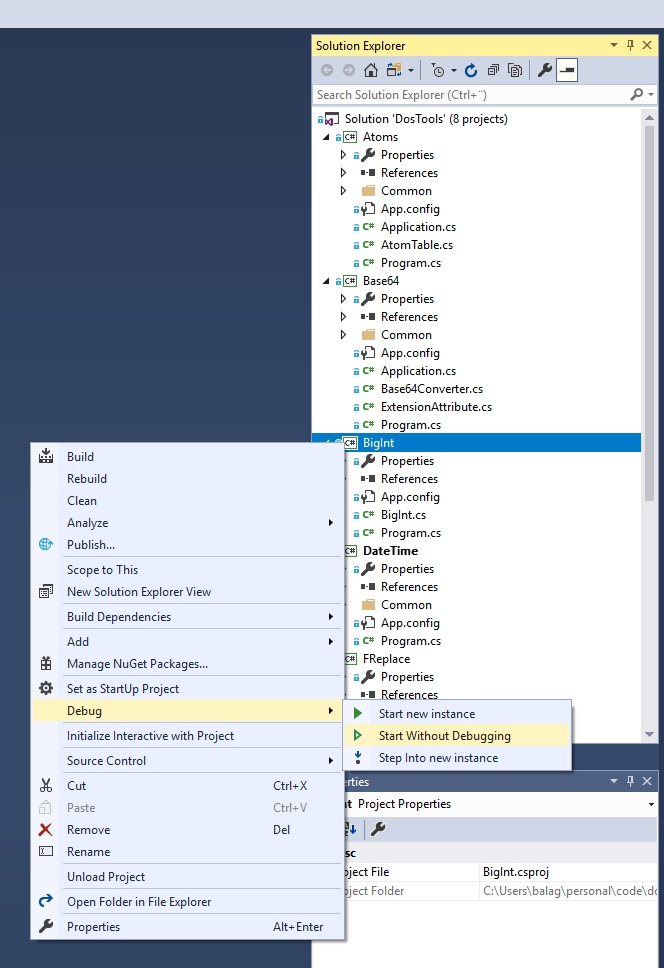 Solution Explorer
Search Solution Explorer (Ctrl+¨)
Solution 'DosTools' (8 projects)
C# Atoms
Properties
References
Common
App.config
C# Application.cs
C# AtomTable.cs
C# Program.cs
C# Base64
Properties
References
Common
App.config
C# Application.cs
C# Base64Converter.cs
C# ExtensionAttribute.cs
C# Program.cs
C# BigInt
Properties
References
App.config
C# BigInt.cs
C# Program.cs
C# DateTime
Properties
References
Common
App.config
C# Program.cs
C# FReplace
Properties
References
Build
Rebuild
Clean
Analyze
Publish...
Scope to This
New Solution Explorer View
Build Dependencies
Add
Manage NuGet Packages...
Set as StartUp Project
Debug
Initialize Interactive with Project
Source Control
Cut Ctrl+X
Paste Ctrl+V
Remove Del
Rename
Unload Project
Open Folder in File Explorer
Properties Alt+Enter
Start new instance
Start Without Debugging
Step Into new instance
rties
t Project Properties
sc
oject File BigInt.csproj
oject Folder C:\Users\balag\personal\code\do